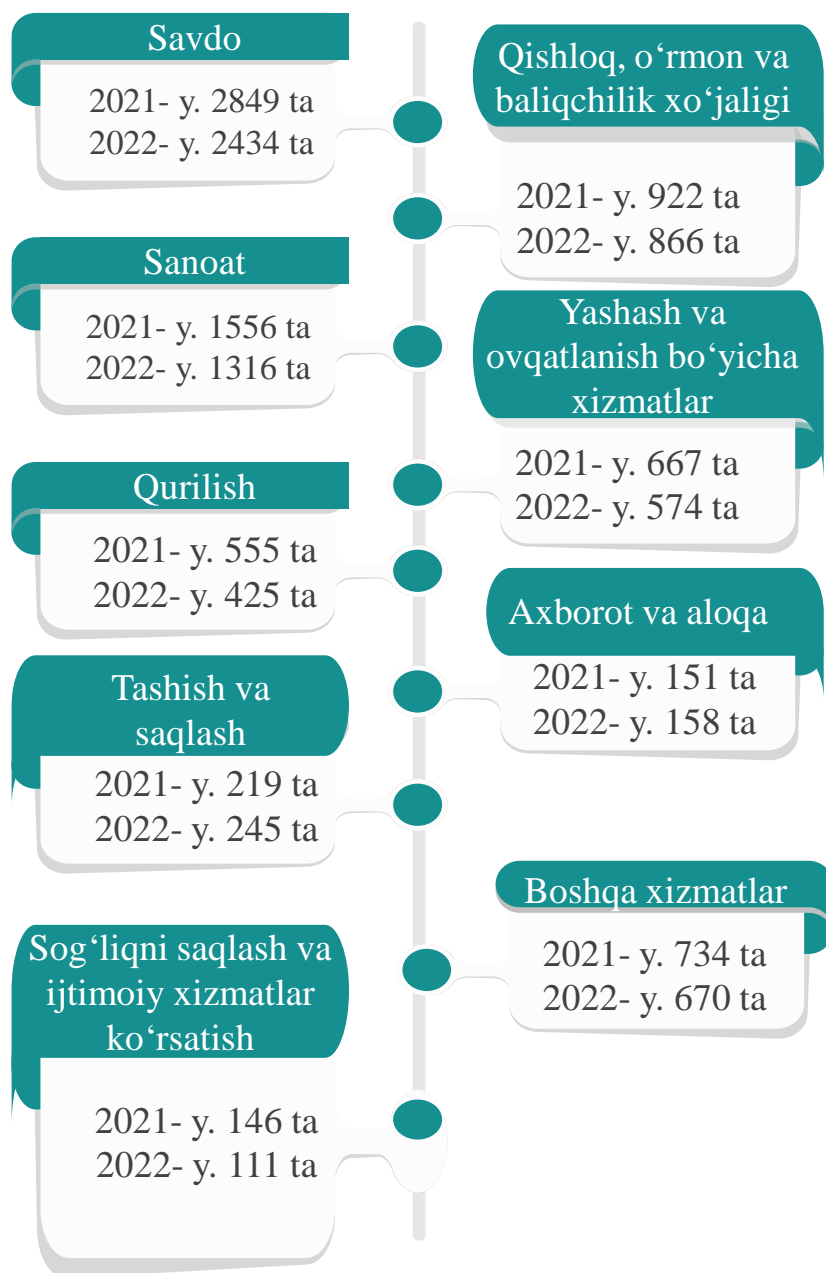 Savdo
2021- y. 2849 ta
2022- y. 2434 ta
Qishloq, o‘rmon va
baliqchilik xo‘jaligi
2021- y. 922 ta
2022- y. 866 ta
Sanoat
2021- y. 1556 ta
2022- y. 1316 ta
Yashash va
ovqatlanish bo‘yicha
xizmatlar
2021- y. 667 ta
2022- y. 574 ta
Qurilish
2021- y. 555 ta
2022- y. 425 ta
Axborot va aloqa
2021- y. 151 ta
2022- y. 158 ta
Tashish va
saqlash
2021- y. 219 ta
2022- y. 245 ta
Boshqa xizmatlar
2021- y. 734 ta
2022- y. 670 ta
Sog‘liqni saqlash va
ijtimoiy xizmatlar
ko‘rsatish
2021- y. 146 ta
2022- y. 111 ta